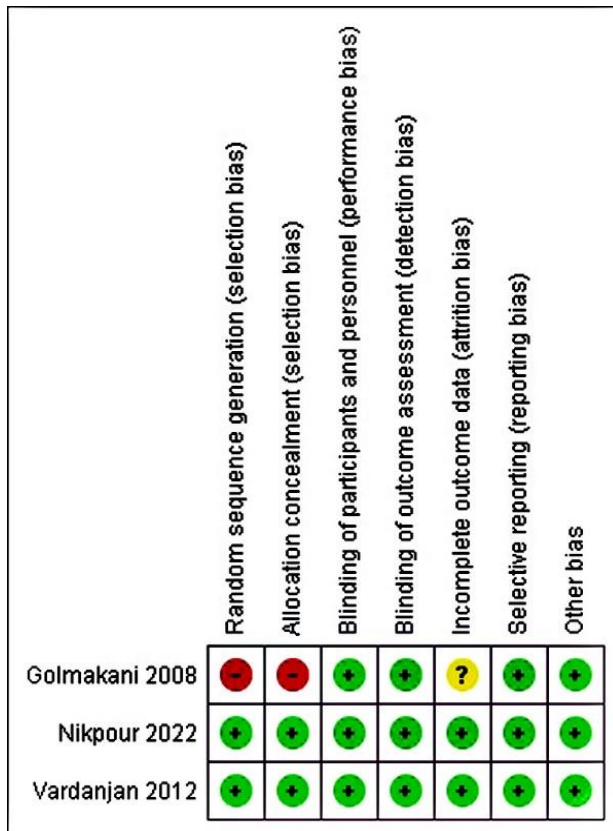 Random sequence generation (selection bias)
Allocation concealment (selection bias)
Blinding of participants and personnel (performance bias)
Blinding of outcome assessment (detection bias)
Incomplete outcome data (attrition bias)
Selective reporting (reporting bias)
Other bias
Golmakani 2008 - - + + ? + +
Nikpour 2022 + + + + + + +
Vardanjan 2012 + + + + + + +